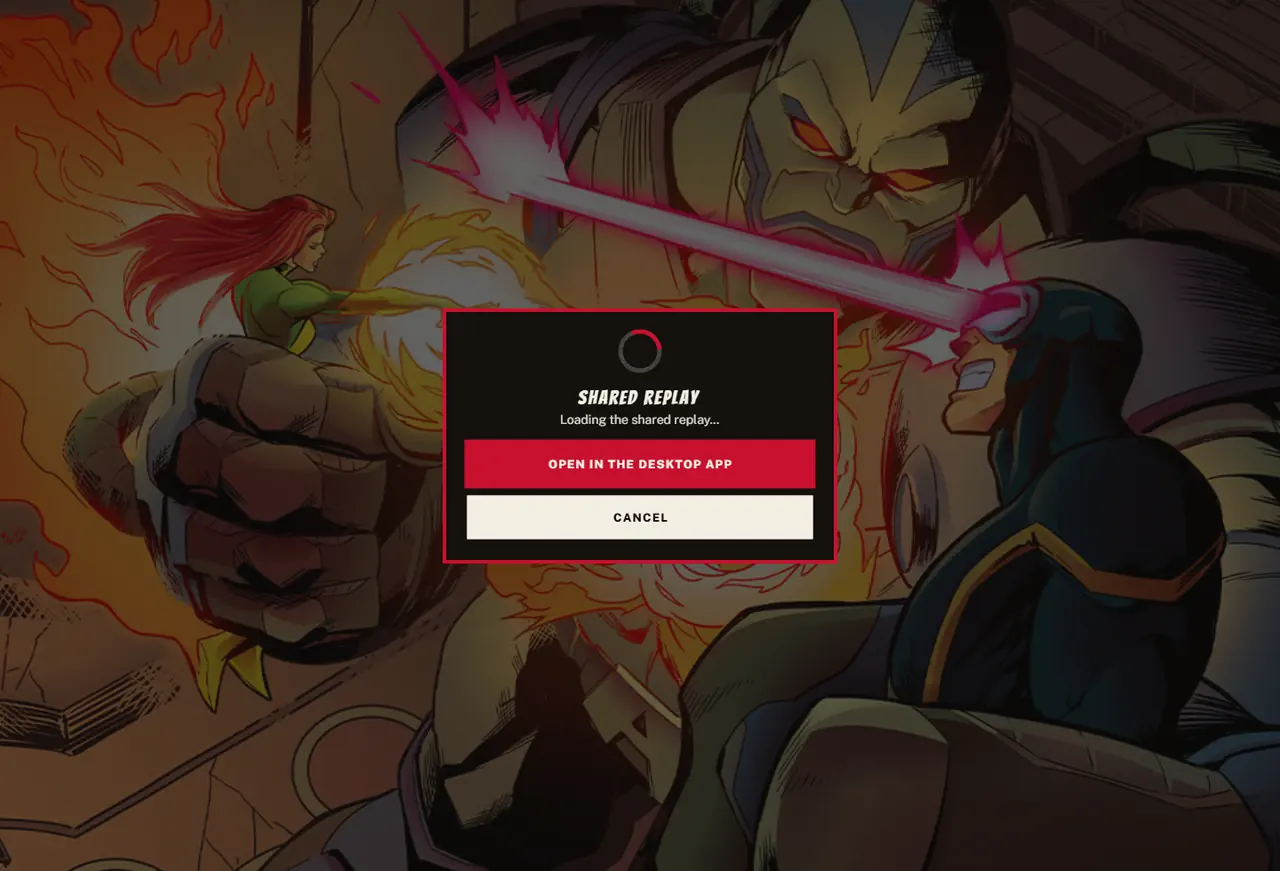 SHARED REPLAY
Loading the shared replay...
OPEN IN THE DESKTOP APP
CANCEL